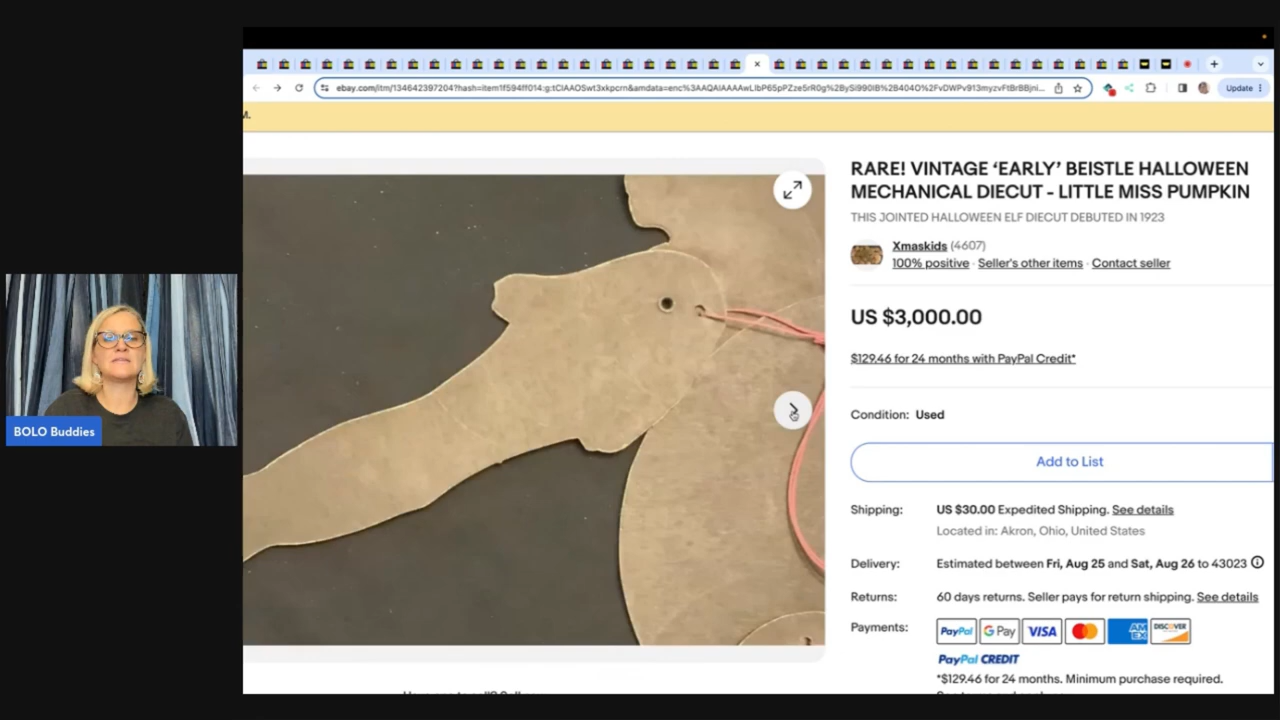 ebay.com/itm/134642397204?hash=item1f594ff014:g:tCIAAOSwt3xkpcrn&amdata=enc%3AAQAIAAAAwLlbP65pPZze5rR0g%2BySi990IB%2B404O%2FvDWPv913myzvFtBrBBjni...
Update
M.
RARE! VINTAGE ‘EARLY’ BEISTLE HALLOWEEN
MECHANICAL DIECUT - LITTLE MISS PUMPKIN
THIS JOINTED HALLOWEEN ELF DIECUT DEBUTED IN 1923
Xmaskids (4607)
100% positive · Seller's other items · Contact seller
US $3,000.00
$129.46 for 24 months with PayPal Credit*
Condition: Used
BOLO Buddies
Add to List
Shipping: US $30.00 Expedited Shipping. See details
Located in: Akron, Ohio, United States
Delivery: Estimated between Fri, Aug 25 and Sat, Aug 26 to 43023
Returns: 60 days returns. Seller pays for return shipping. See details
Payments: PayPal G Pay VISA AM EX DISCOVER
PayPal CREDIT
*$129.46 for 24 months. Minimum purchase required.